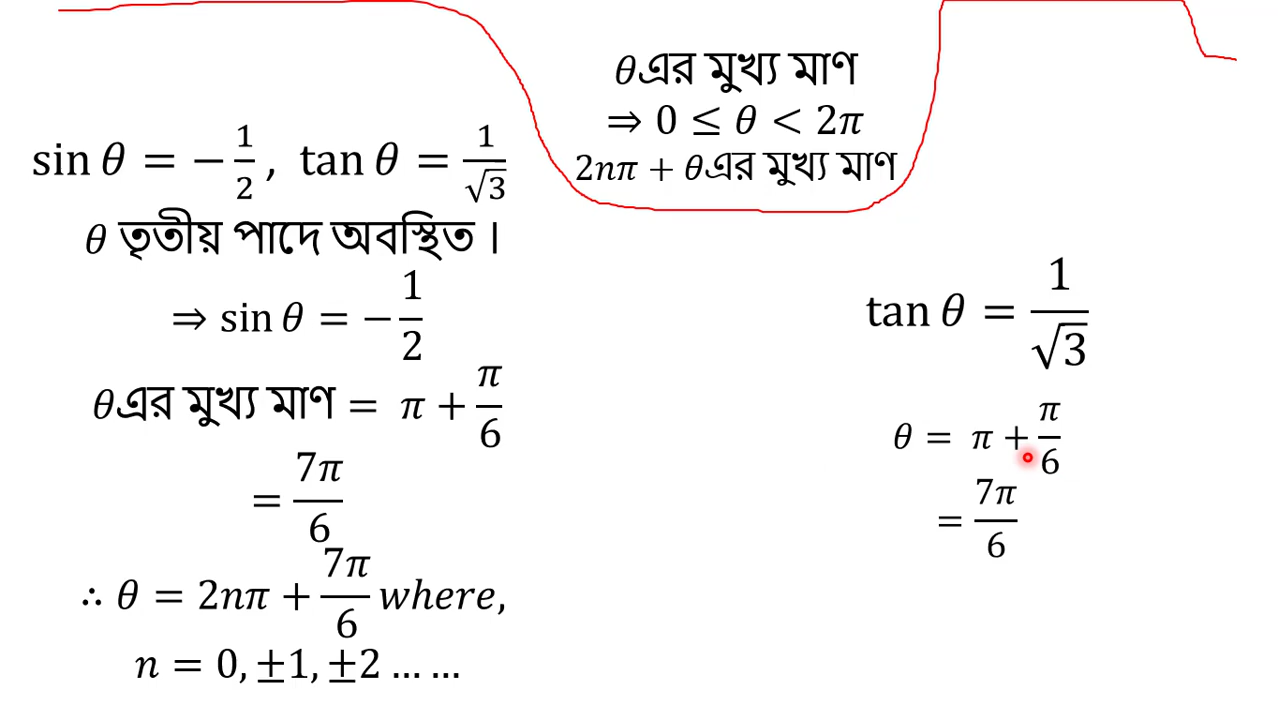 θএর মুখ্য মাণ
⇒ 0 ≤ θ < 2π
2nπ + θএর মুখ্য মাণ
sin θ = −1/2 , tan θ = 1/√3
θ তৃতীয় পাদে অবস্থিত ।
⇒ sin θ = −1/2
θএর মুখ্য মাণ = π + π/6
= 7π/6
∴ θ = 2nπ + 7π/6 where,
n = 0, ±1, ±2 … …
tan θ = 1/√3
θ = π + π/6
= 7π/6